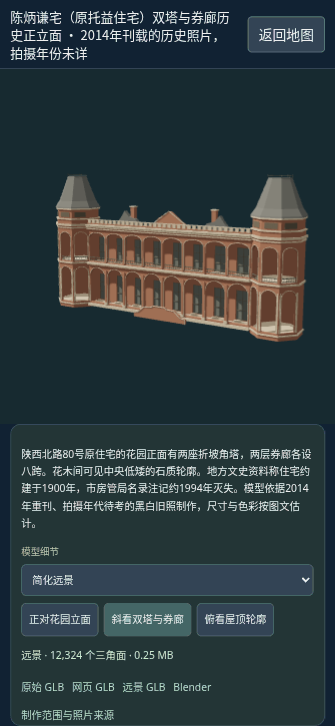 陈炳谦宅（原托益住宅）双塔与券廊历
史正立面 · 2014年刊载的历史照片，
拍摄年份未详
返回地图
陕西北路80号原住宅的花园正面有两座折坡角塔，两层券廊各设
八跨。花木间可见中央低矮的石质轮廓。地方文史资料称住宅约
建于1900年，市房管局名录注记约1994年灭失。模型依据2014
年重刊、拍摄年代待考的黑白旧照制作，尺寸与色彩按图文估
计。
模型细节
简化远景
正对花园立面
斜看双塔与券廊
俯看屋顶轮廓
远景 · 12,324 个三角面 · 0.25 MB
原始 GLB 网页 GLB 远景 GLB Blender
制作范围与照片来源